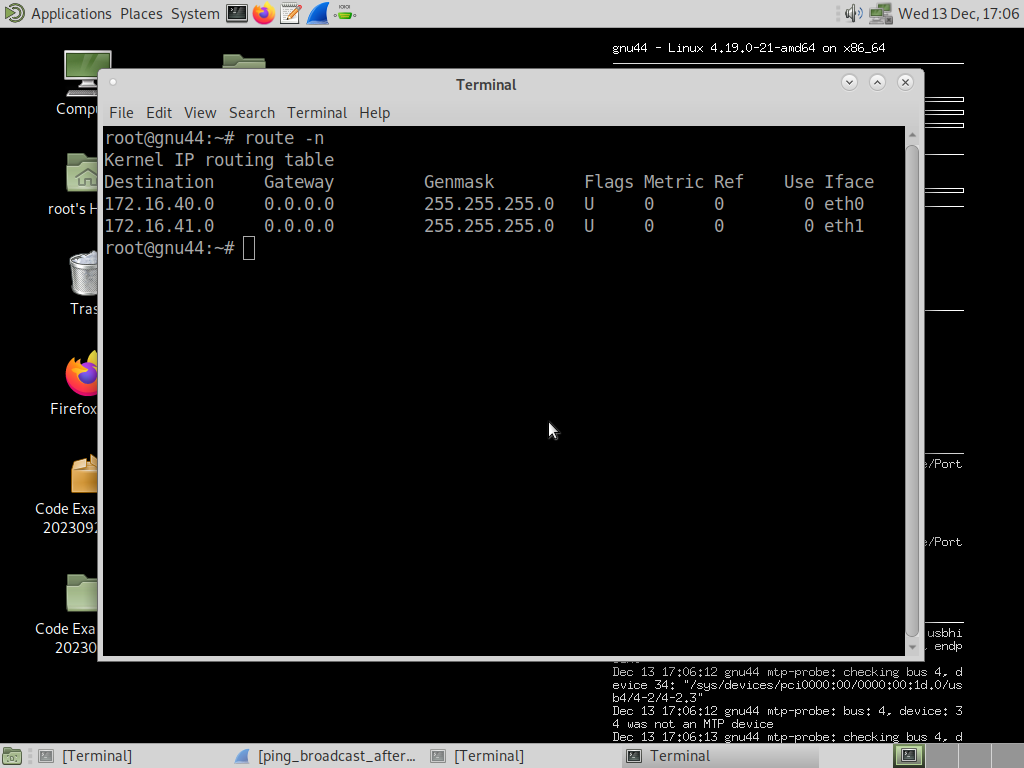 Applications Places System Wed 13 Dec, 17:06
gnu44 - Linux 4.19.0-21-amd64 on x86_64
Terminal
File Edit View Search Terminal Help
root@gnu44:~# route -n
Kernel IP routing table
Destination Gateway Genmask Flags Metric Ref Use Iface
172.16.40.0 0.0.0.0 255.255.255.0 U 0 0 0 eth0
172.16.41.0 0.0.0.0 255.255.255.0 U 0 0 0 eth1
root@gnu44:~#
Compu
root's H
Tras
Firefox
Code Exa
202309
Code Exa
20230
e/Port
e/Port
usbhi
, endp
Dec 13 17:06:12 gnu44 mtp-probe: checking bus 4, d
evice 34: "/sys/devices/pci0000:00/0000:00:1d.0/us
b4/4-2/4-2.3"
Dec 13 17:06:12 gnu44 mtp-probe: bus: 4, device: 3
4 was not an MTP device
Dec 13 17:06:13 gnu44 mtp-probe: checking bus 4, d
[Terminal] [ping_broadcast_after... [Terminal] Terminal